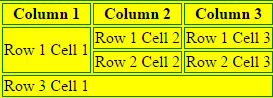 Column 1 Column 2 Column 3
Row 1 Cell 1 Row 1 Cell 2 Row 1 Cell 3
Row 2 Cell 2 Row 2 Cell 3
Row 3 Cell 1